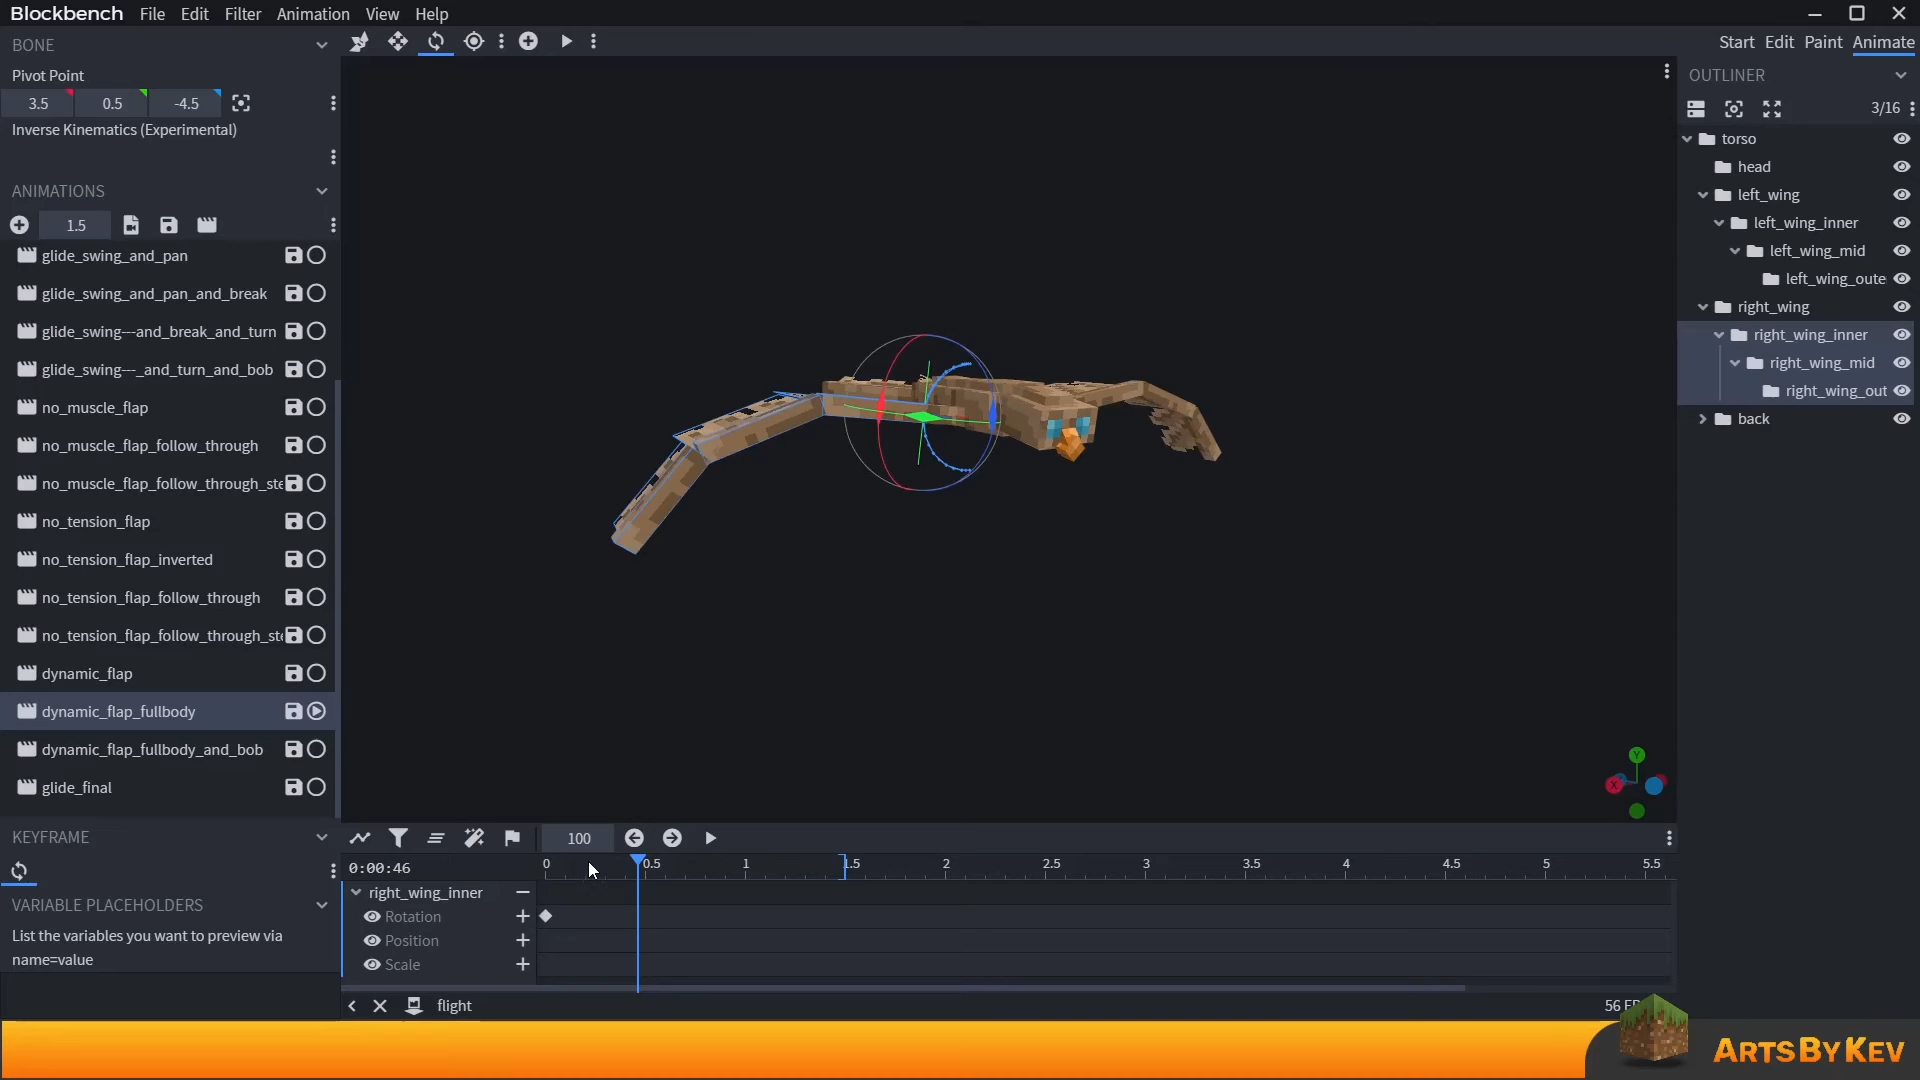 Blockbench File Edit Filter Animation View Help
Start Edit Paint Animate
BONE
Pivot Point
3.5 0.5 -4.5
Inverse Kinematics (Experimental)
ANIMATIONS
1.5
glide_swing_and_pan
glide_swing_and_pan_and_break
glide_swing---and_break_and_turn
glide_swing---_and_turn_and_bob
no_muscle_flap
no_muscle_flap_follow_through
no_muscle_flap_follow_through_ste
no_tension_flap
no_tension_flap_inverted
no_tension_flap_follow_through
no_tension_flap_follow_through_ste
dynamic_flap
dynamic_flap_fullbody
dynamic_flap_fullbody_and_bob
glide_final
KEYFRAME
VARIABLE PLACEHOLDERS
List the variables you want to preview via
name=value
OUTLINER
3/16
torso
head
left_wing
left_wing_inner
left_wing_mid
left_wing_oute
right_wing
right_wing_inner
right_wing_mid
right_wing_out
back
Y
X
100
0:00:46
0 0.5 1 1.5 2 2.5 3 3.5 4 4.5 5 5.5
right_wing_inner
Rotation
Position
Scale
flight
56
ARTSBYKEV